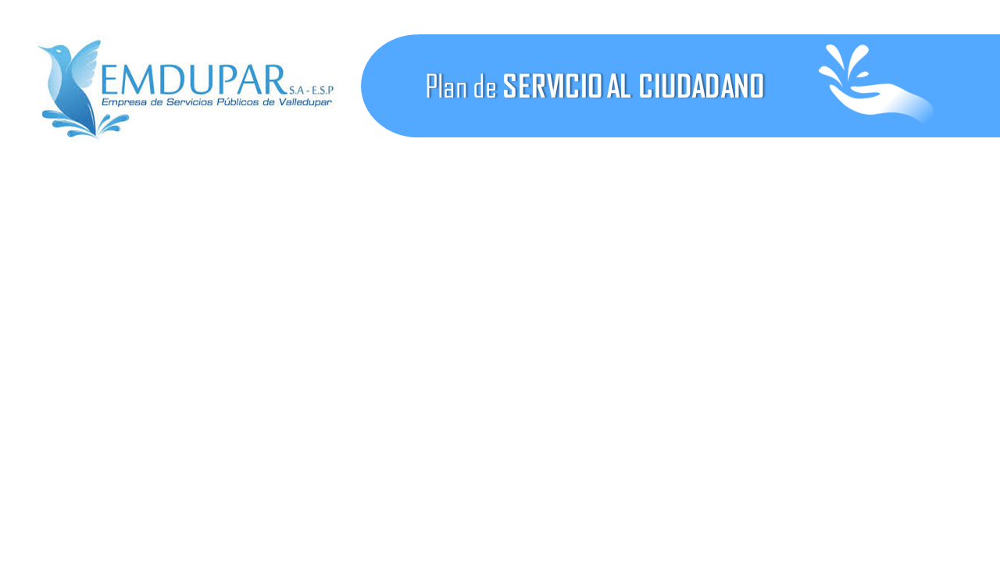 EMDUPAR S.A - E.S.P
Empresa de Servicios Públicos de Valledupar
Plan de SERVICIO AL CIUDADANO